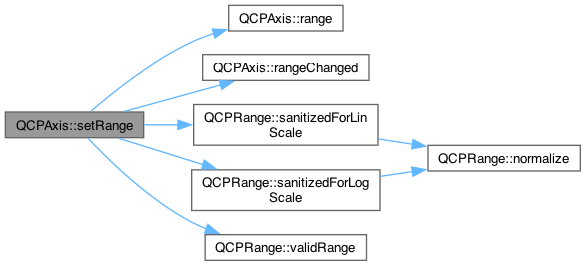 QCPAxis::range
QCPAxis::rangeChanged
QCPAxis::setRange
QCPRange::sanitizedForLin
Scale
QCPRange::normalize
QCPRange::sanitizedForLog
Scale
QCPRange::validRange